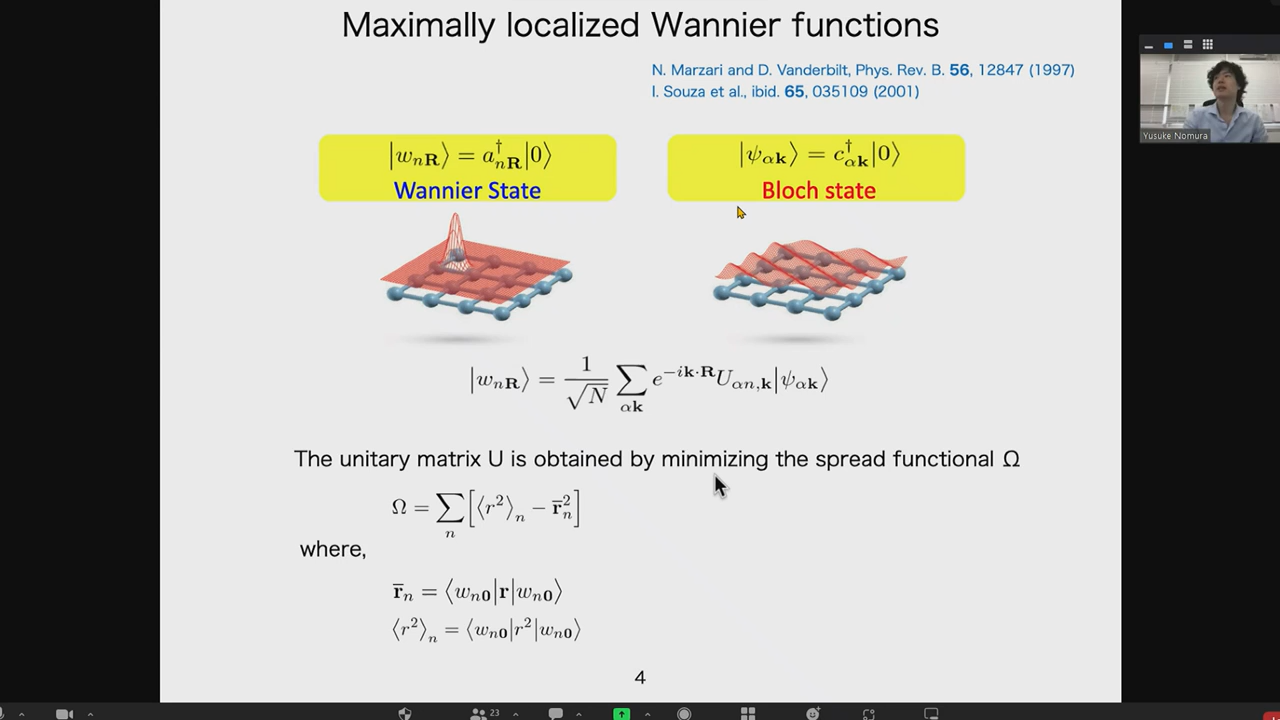 Maximally localized Wannier functions
N. Marzari and D. Vanderbilt, Phys. Rev. B. 56, 12847 (1997)
I. Souza et al., ibid. 65, 035109 (2001)
|w_{nR}⟩ = a†_{nR}|0⟩
Wannier State
|ψ_{αk}⟩ = c†_{αk}|0⟩
Bloch state
|w_{nR}⟩ = 1/√N ∑_{αk} e^{-ik·R} U_{αn,k}|ψ_{αk}⟩
The unitary matrix U is obtained by minimizing the spread functional Ω
Ω = ∑_n [⟨r²⟩_n − r̄²_n]
where,
r̄_n = ⟨w_{n0}|r|w_{n0}⟩
⟨r²⟩_n = ⟨w_{n0}|r²|w_{n0}⟩
4
Yusuke Nomura
23